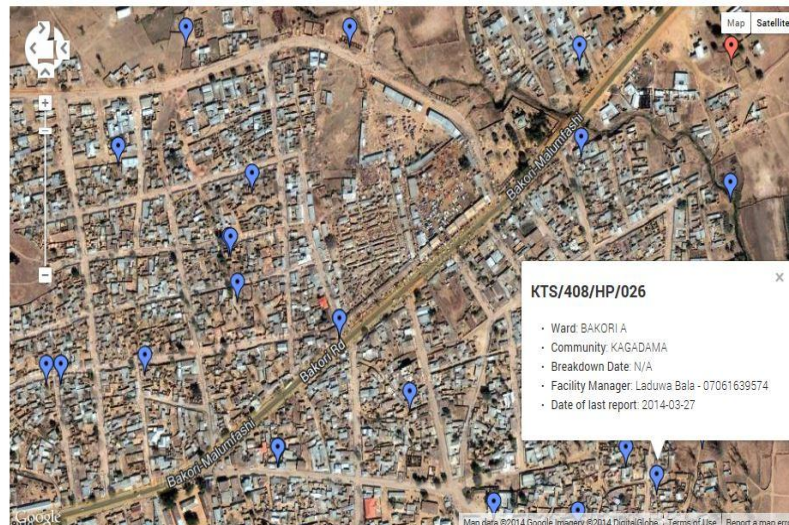 Map Satellite
Bakori-Malumfashi
KTS/408/HP/026
Ward: BAKORI A
Community: KAGADAMA
Breakdown Date: N/A
Facility Manager: Laduwa Bala - 07061639574
Date of last report: 2014-03-27
Bakori Rd
Bakori-Malumfashi
Google
Map data ©2014 Google Imagery ©2014 DigitalGlobe Terms of Use Report a map err